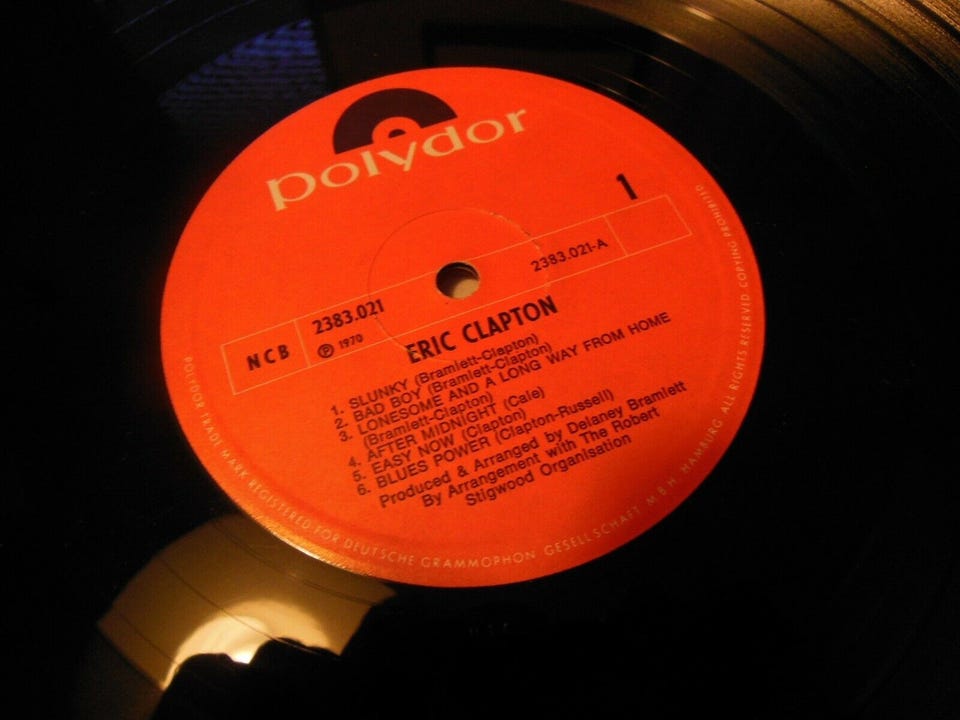 polydor
1
2383.021
2383.021-A
NCB
℗ 1970
ERIC CLAPTON
1. SLUNKY (Bramlett-Clapton)
2. BAD BOY (Bramlett-Clapton)
3. LONESOME AND A LONG WAY FROM HOME
(Bramlett-Clapton)
4. AFTER MIDNIGHT (Cale)
5. EASY NOW (Clapton)
6. BLUES POWER (Clapton-Russell)
Produced & Arranged by Delaney Bramlett
By Arrangement with The Robert
Stigwood Organisation
POLYDOR TRADE MARK REGISTERED FOR DEUTSCHE GRAMMOPHON GESELLSCHAFT M.B.H. HAMBURG ALL RIGHTS RESERVED COPYING PROHIBITED